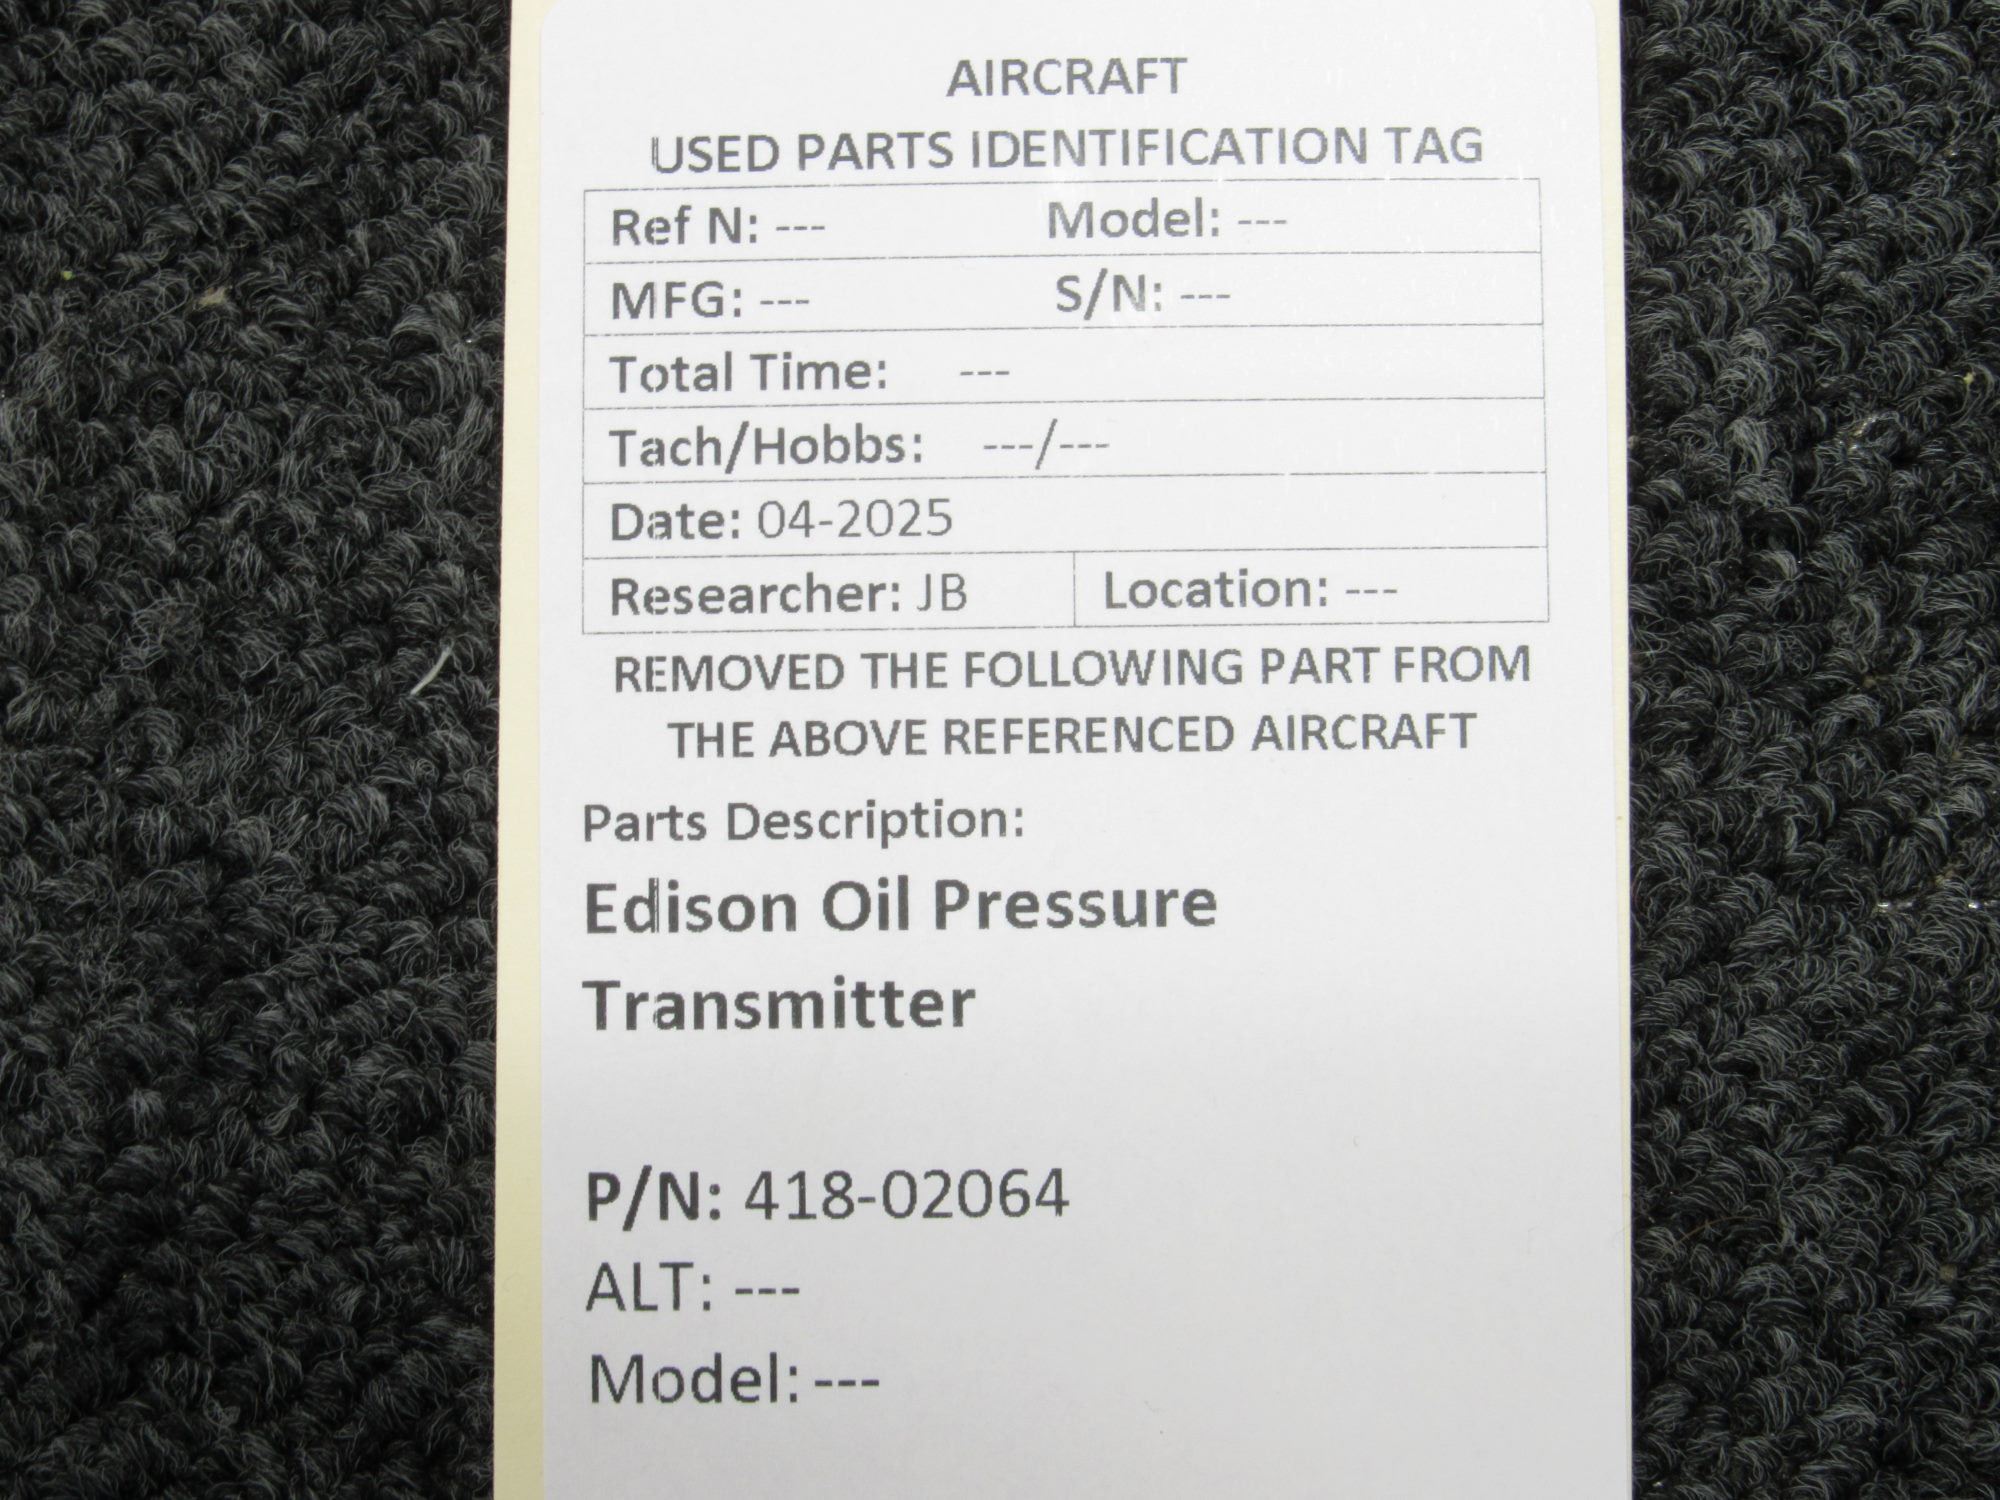 AIRCRAFT
USED PARTS IDENTIFICATION TAG
Ref N: --- Model: ---
MFG: --- S/N: ---
Total Time: ---
Tach/Hobbs: ---/---
Date: 04-2025
Researcher: JB Location: ---
REMOVED THE FOLLOWING PART FROM
THE ABOVE REFERENCED AIRCRAFT
Parts Description:
Edison Oil Pressure
Transmitter
P/N: 418-02064
ALT: ---
Model: ---